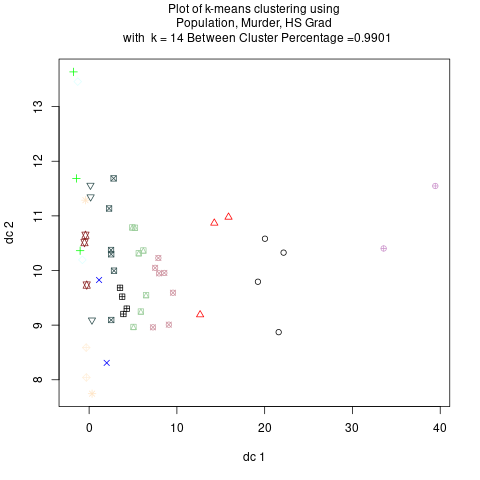 Plot of k-means clustering using
Population, Murder, HS Grad
with k = 14 Between Cluster Percentage =0.9901
13
12
11
10
9
8
dc 2
0 10 20 30 40
dc 1